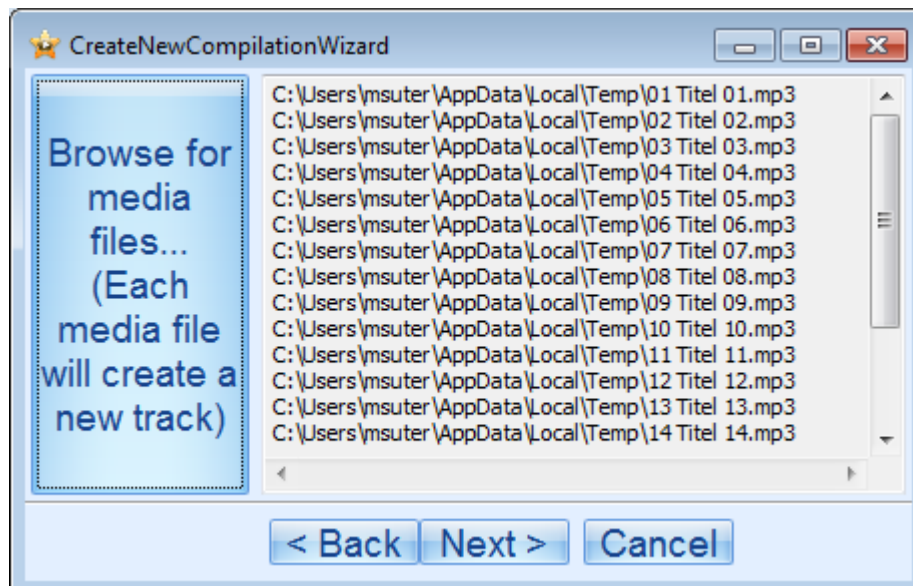 CreateNewCompilationWizard
Browse for
media
files...
(Each
media file
will create a
new track)
C:\Users\msuter\AppData\Local\Temp\01 Titel 01.mp3
C:\Users\msuter\AppData\Local\Temp\02 Titel 02.mp3
C:\Users\msuter\AppData\Local\Temp\03 Titel 03.mp3
C:\Users\msuter\AppData\Local\Temp\04 Titel 04.mp3
C:\Users\msuter\AppData\Local\Temp\05 Titel 05.mp3
C:\Users\msuter\AppData\Local\Temp\06 Titel 06.mp3
C:\Users\msuter\AppData\Local\Temp\07 Titel 07.mp3
C:\Users\msuter\AppData\Local\Temp\08 Titel 08.mp3
C:\Users\msuter\AppData\Local\Temp\09 Titel 09.mp3
C:\Users\msuter\AppData\Local\Temp\10 Titel 10.mp3
C:\Users\msuter\AppData\Local\Temp\11 Titel 11.mp3
C:\Users\msuter\AppData\Local\Temp\12 Titel 12.mp3
C:\Users\msuter\AppData\Local\Temp\13 Titel 13.mp3
C:\Users\msuter\AppData\Local\Temp\14 Titel 14.mp3
< Back Next > Cancel